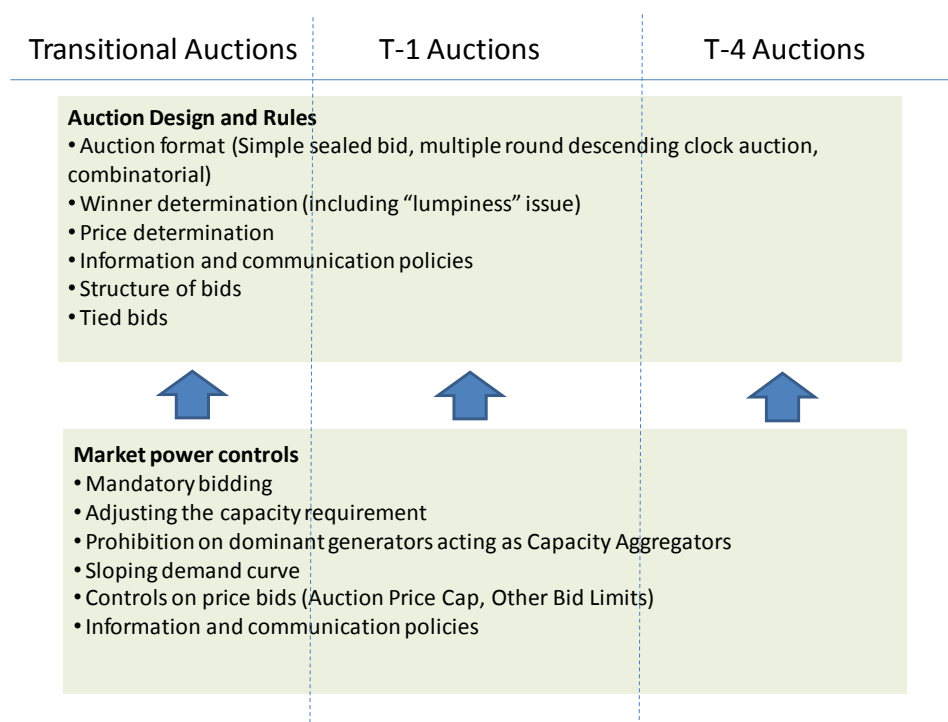 Transitional Auctions T-1 Auctions T-4 Auctions
Auction Design and Rules
• Auction format (Simple sealed bid, multiple round descending clock auction,
combinatorial)
• Winner determination (including “lumpiness” issue)
• Price determination
• Information and communication policies
• Structure of bids
• Tied bids
Market power controls
• Mandatory bidding
• Adjusting the capacity requirement
• Prohibition on dominant generators acting as Capacity Aggregators
• Sloping demand curve
• Controls on price bids (Auction Price Cap, Other Bid Limits)
• Information and communication policies